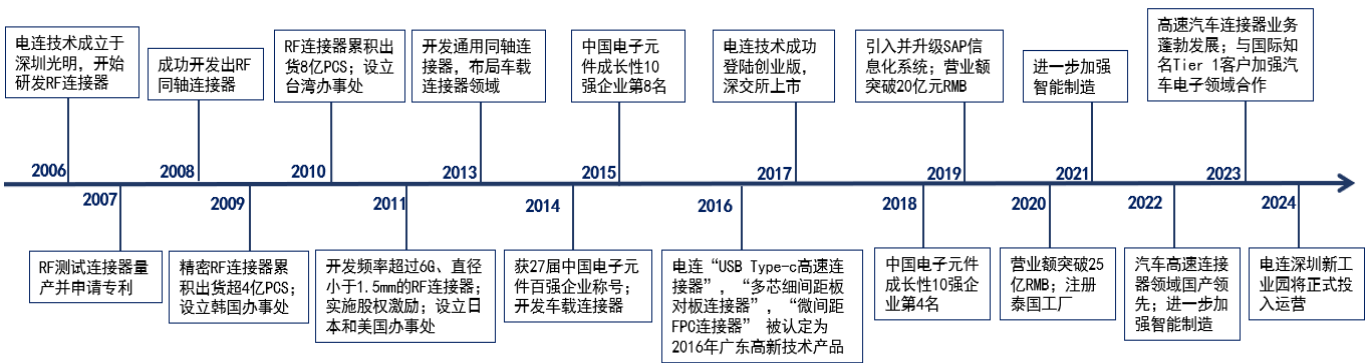 电连技术成立于
深圳光明，开始
研发RF连接器
成功开发出RF
同轴连接器
RF连接器累积出
货8亿PCS；设立
台湾办事处
开发通用同轴连
接器，布局车载
连接器领域
中国电子元
件成长性10
强企业第8名
电连技术成功
登陆创业版，
深交所上市
引入并升级SAP信
息化系统；营业额
突破20亿元RMB
进一步加强
智能制造
高速汽车连接器业务
蓬勃发展；与国际知
名Tier 1客户加强汽
车电子领域合作
2006
2008
2010
2013
2015
2017
2019
2021
2023
2007
2009
2011
2014
2016
2018
2020
2022
2024
RF测试连接器量
产并申请专利
精密RF连接器累
积出货超4亿PCS；
设立韩国办事处
开发频率超过6G、直径
小于1.5mm的RF连接器；
实施股权激励；设立日
本和美国办事处
获27届中国电子元
件百强企业称号；
开发车载连接器
电连“USB Type-c高速连
接器”，“多芯细间距板
对板连接器”，“微间距
FPC连接器” 被认定为
2016年广东高新技术产品
中国电子元件
成长性10强企
业第4名
营业额突破25
亿RMB；注册
泰国工厂
汽车高速连接
器领域国产领
先；进一步加
强智能制造
电连深圳新工
业园将正式投
入运营